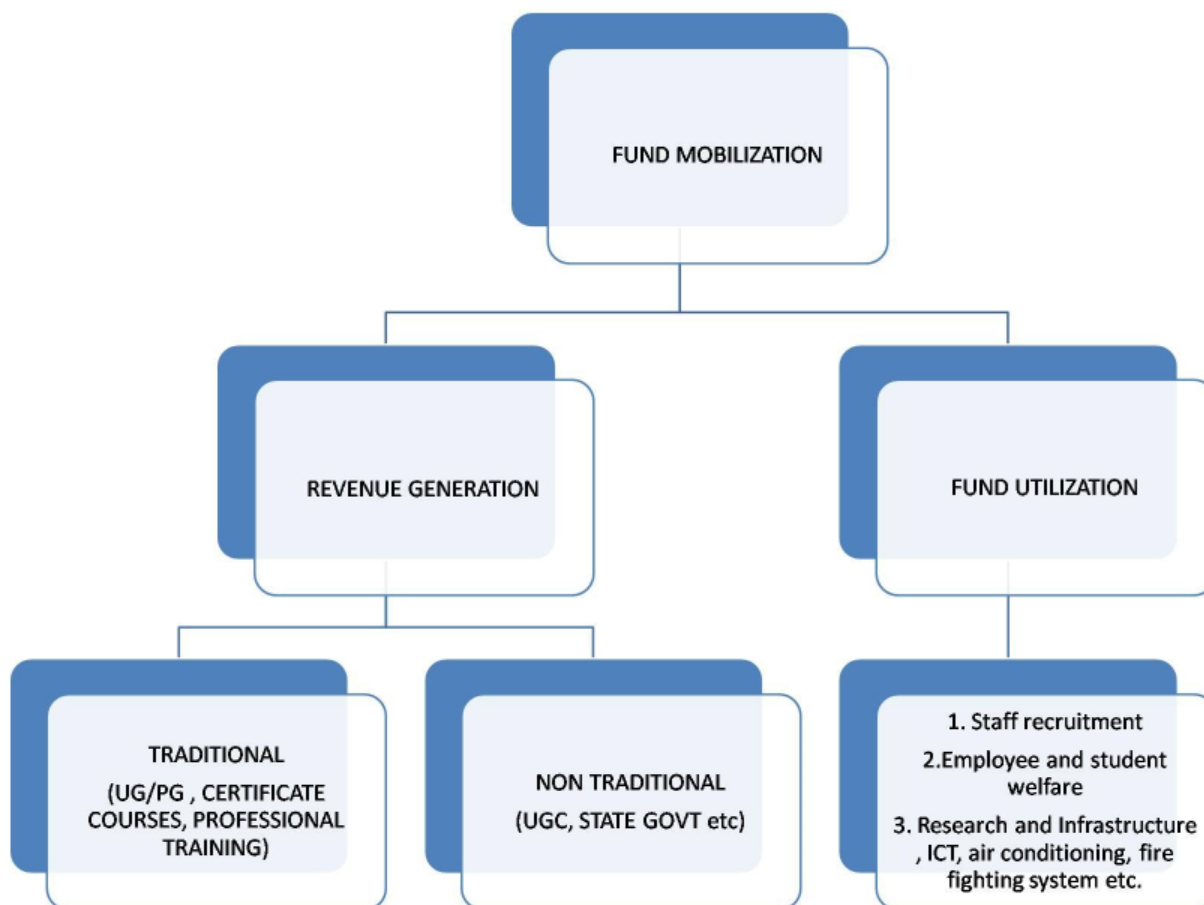 FUND MOBILIZATION
REVENUE GENERATION
FUND UTILIZATION
TRADITIONAL
(UG/PG , CERTIFICATE
COURSES, PROFESSIONAL
TRAINING)
NON TRADITIONAL
(UGC, STATE GOVT etc)
1. Staff recruitment
2.Employee and student
welfare
3. Research and Infrastructure
, ICT, air conditioning, fire
fighting system etc.